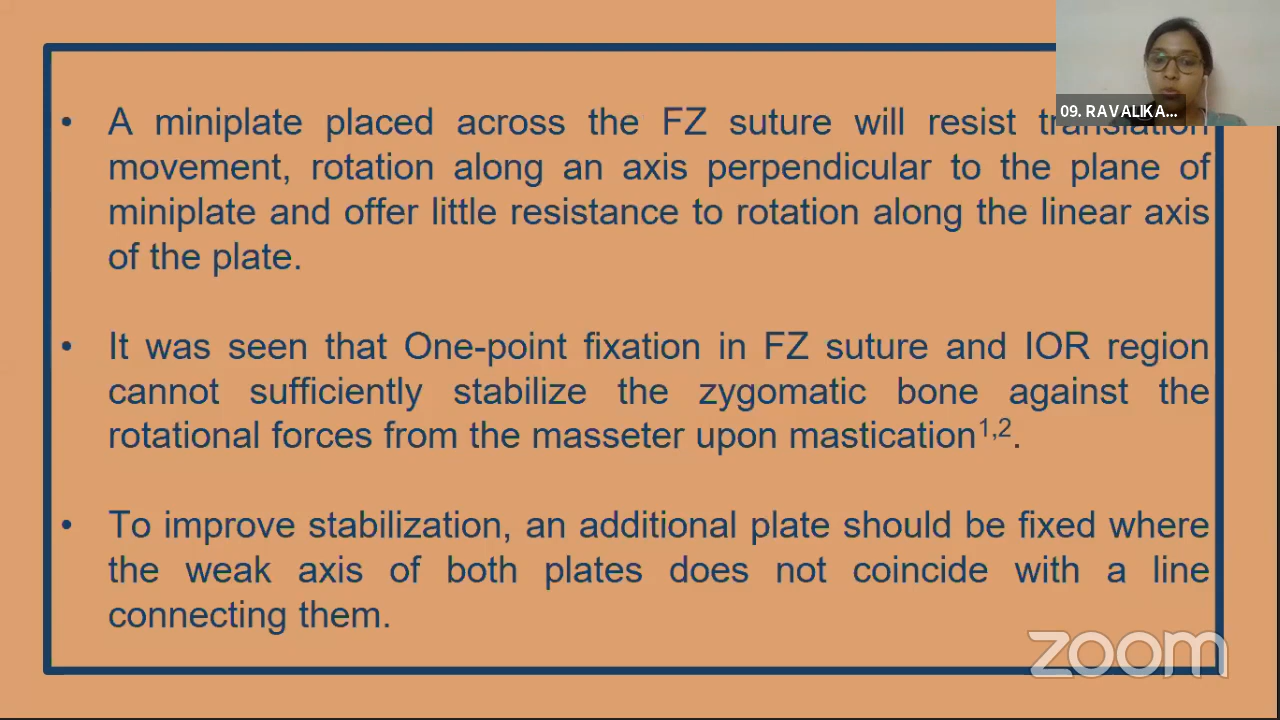 • A miniplate placed across the FZ suture will resist translation
movement, rotation along an axis perpendicular to the plane of
miniplate and offer little resistance to rotation along the linear axis
of the plate.
• It was seen that One-point fixation in FZ suture and IOR region
cannot sufficiently stabilize the zygomatic bone against the
rotational forces from the masseter upon mastication1,2.
• To improve stabilization, an additional plate should be fixed where
the weak axis of both plates does not coincide with a line
connecting them.
09. RAVALIKA...
zoom